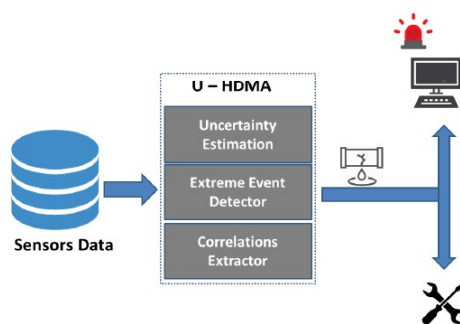 U – HDMA
Uncertainty
Estimation
Extreme Event
Detector
Correlations
Extractor
Sensors Data